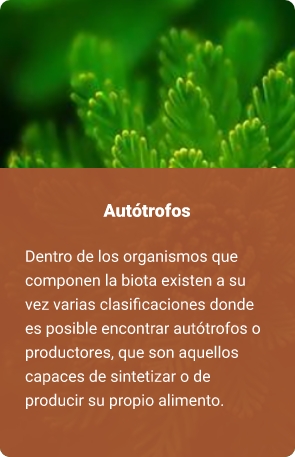 Autótrofos
Dentro de los organismos que
componen la biota existen a su
vez varias clasificaciones donde
es posible encontrar autótrofos o
productores, que son aquellos
capaces de sintetizar o de
producir su propio alimento.